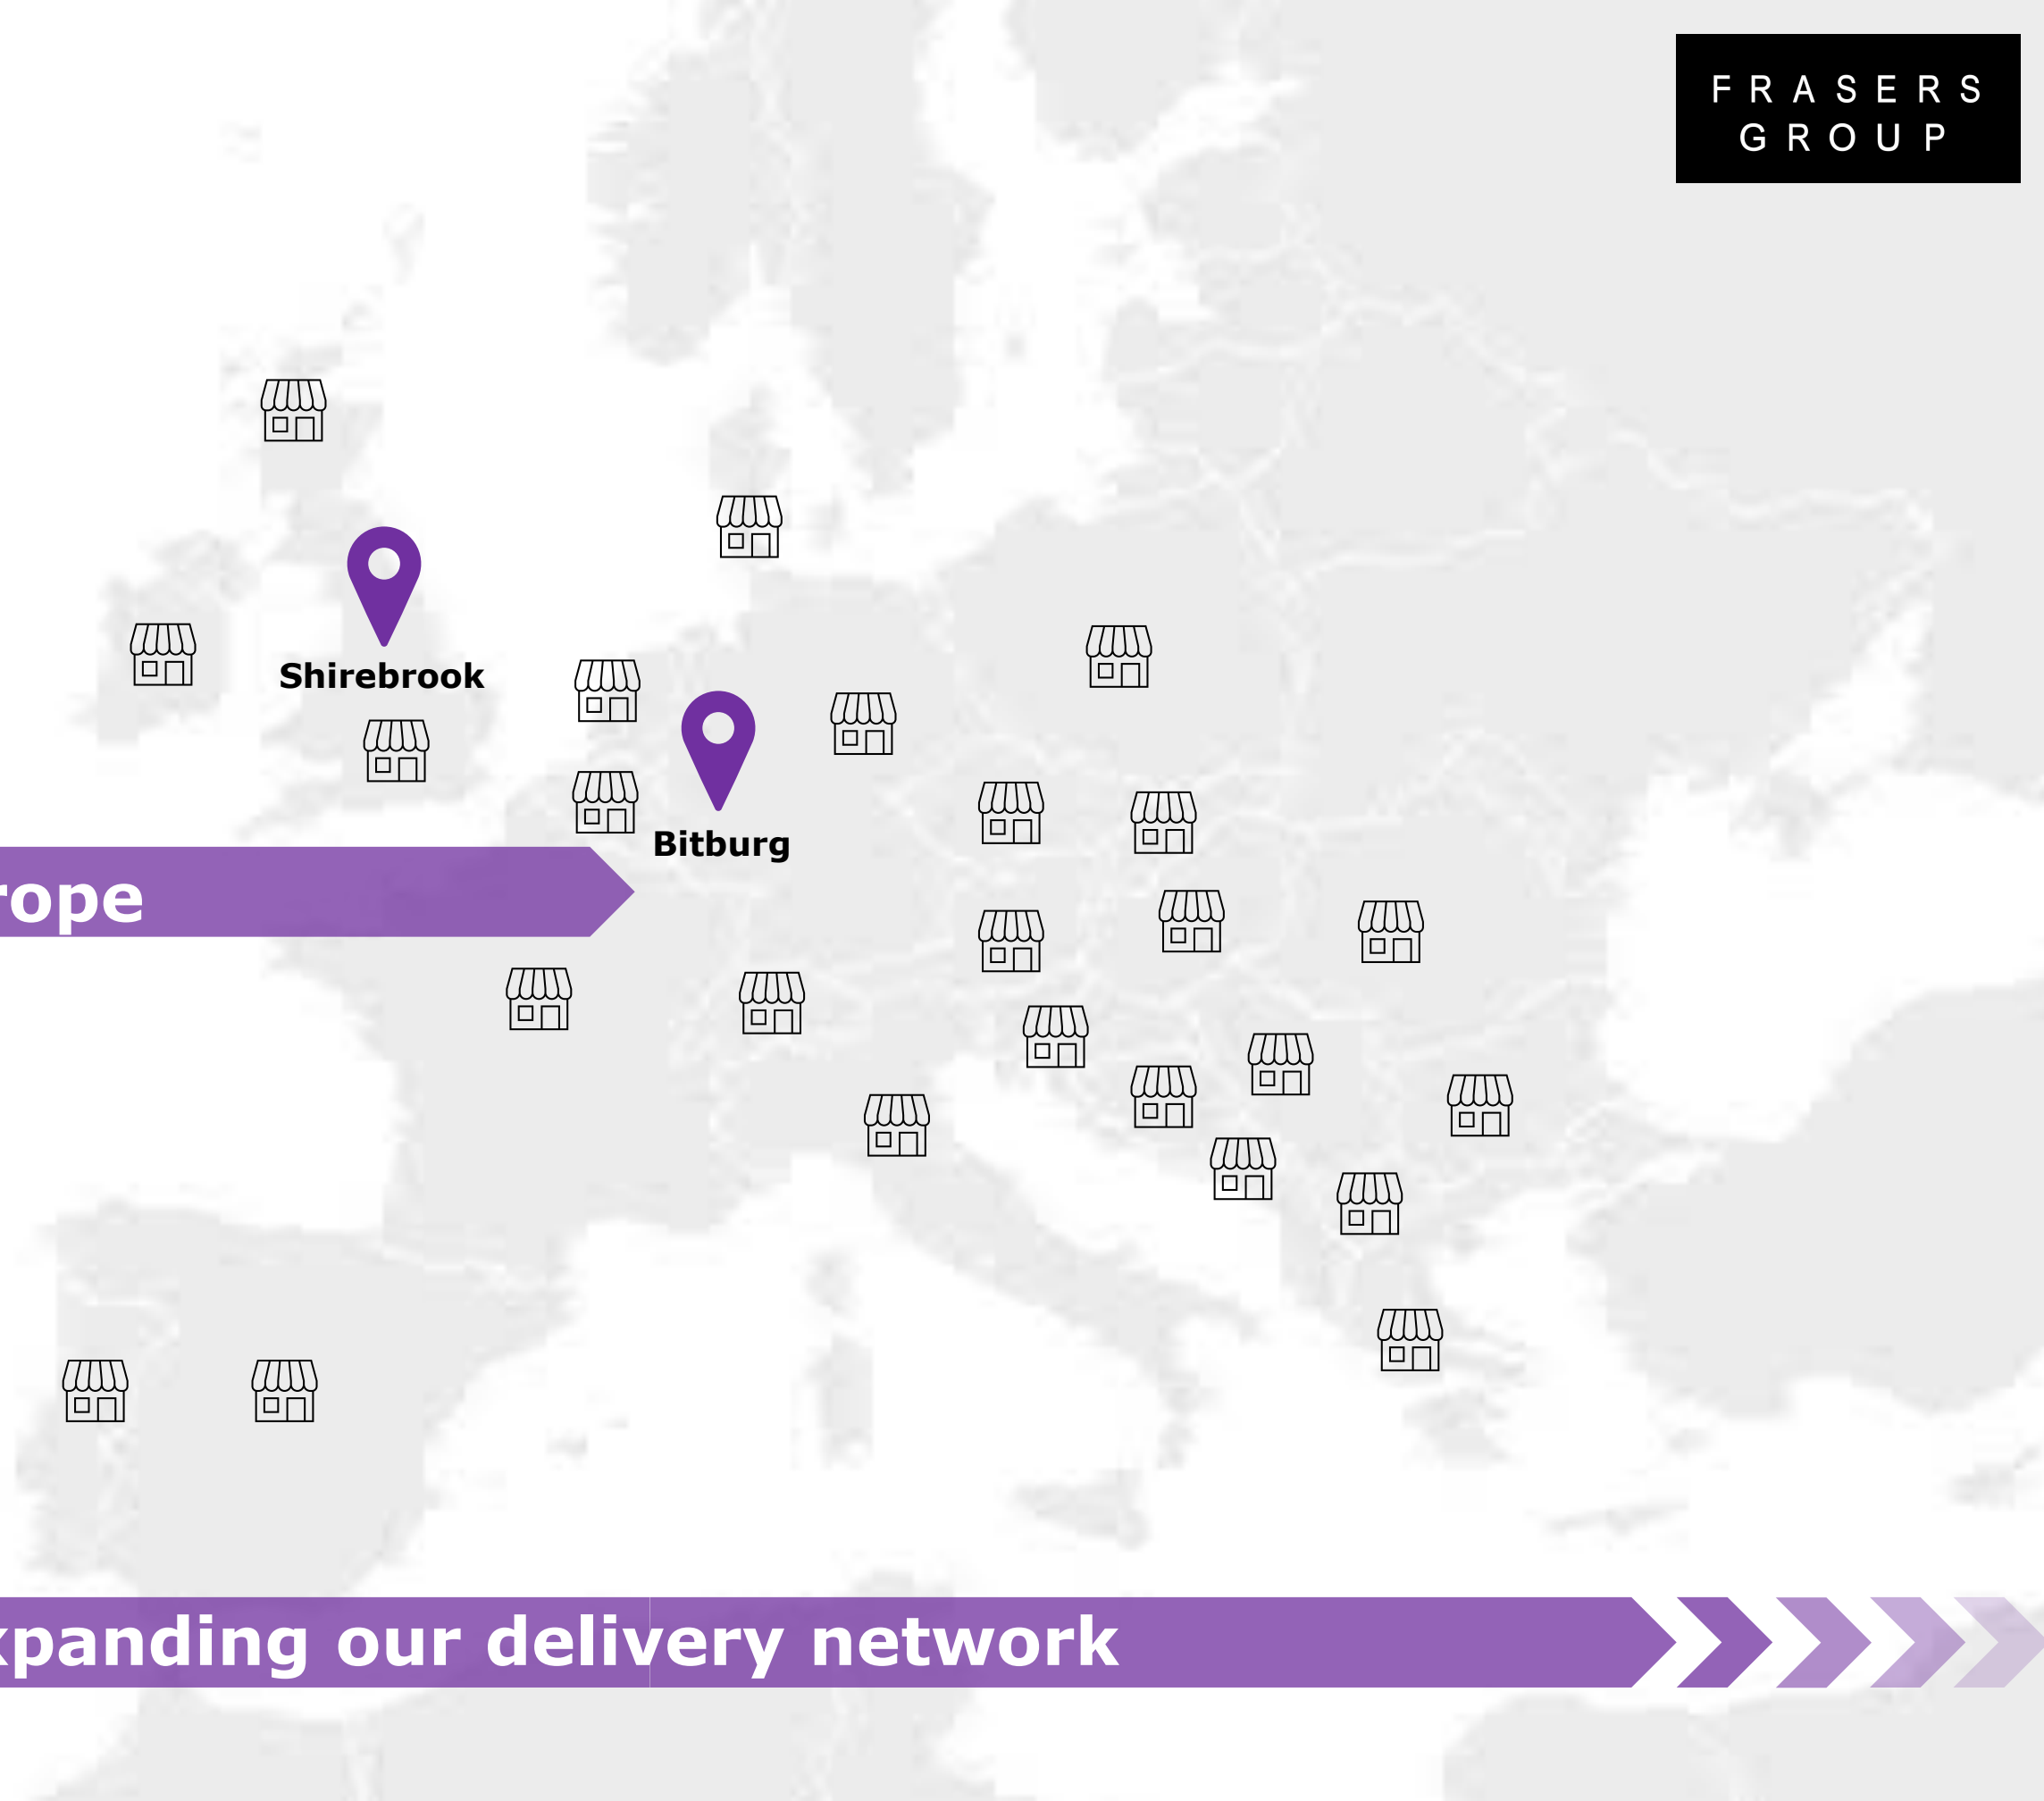 FRASERS
GROUP
Shirebrook
Bitburg
rope
xpanding our delivery network